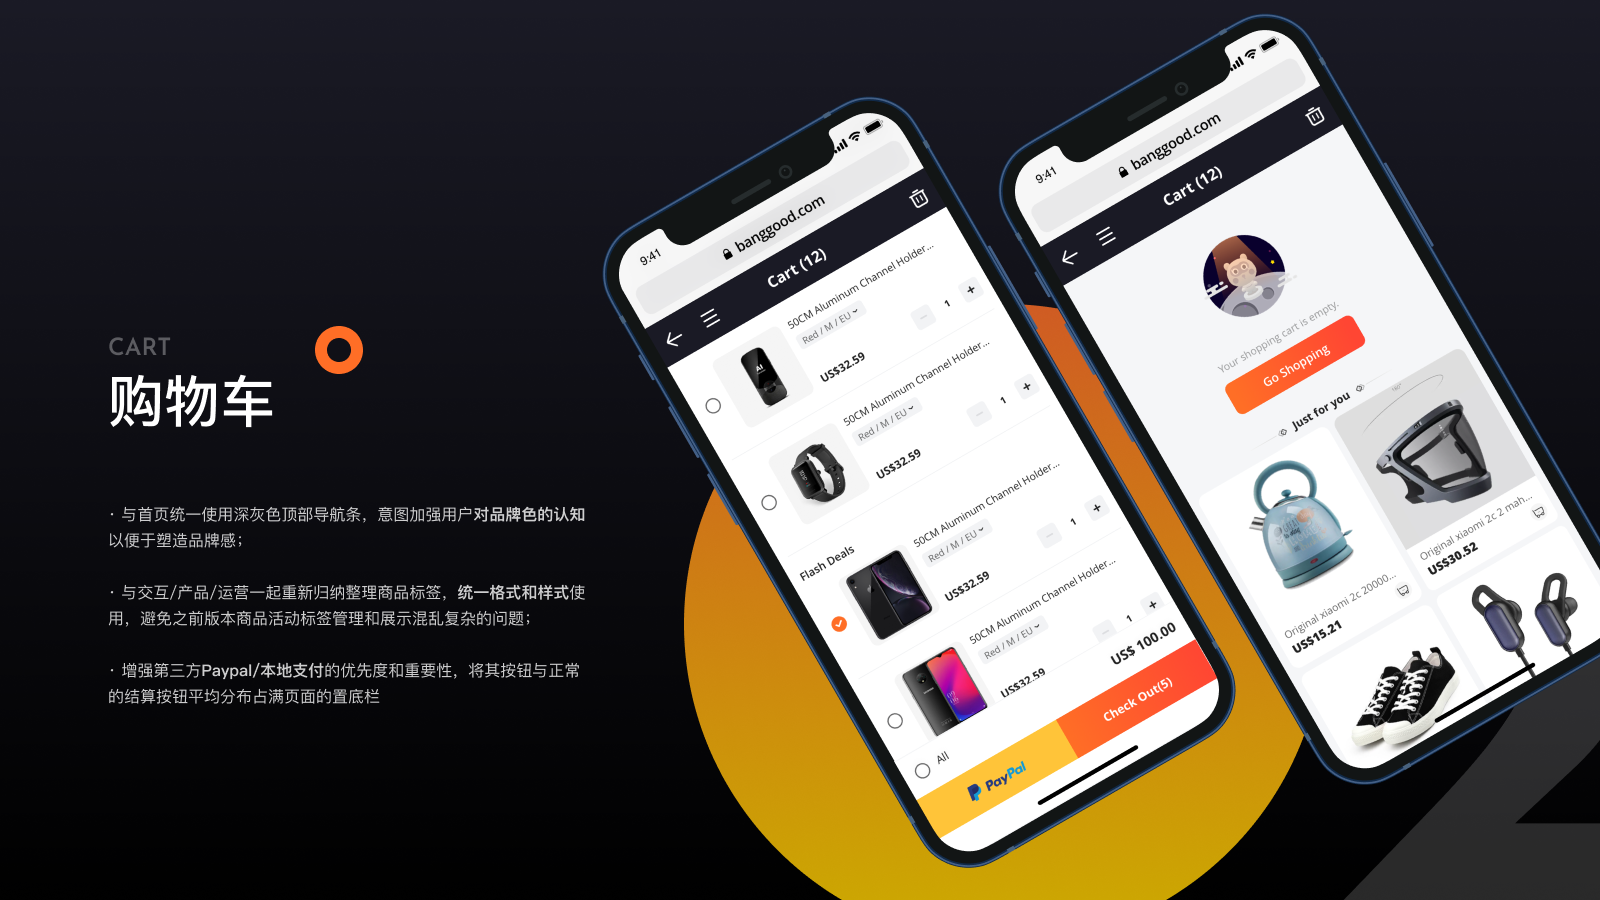 CART
购物车
· 与首页统一使用深灰色顶部导航条，意图加强用户对品牌色的认知
以便于塑造品牌感；
· 与交互/产品/运营一起重新归纳整理商品标签，统一格式和样式使
用，避免之前版本商品活动标签管理和展示混乱复杂的问题；
· 增强第三方Paypal/本地支付的优先度和重要性，将其按钮与正常
的结算按钮平均分布占满页面的置底栏
9:41
banggood.com
Cart (12)
50CM Aluminum Channel Holder...
Red / M / EU
US$32.59
1
50CM Aluminum Channel Holder...
Red / M / EU
US$32.59
1
Flash Deals
50CM Aluminum Channel Holder...
Red / M / EU
US$32.59
1
50CM Aluminum Channel Holder...
Red / M / EU
US$32.59
1
All
US$ 100.00
PayPal
Check Out(5)
9:41
banggood.com
Cart (12)
Your shopping cart is empty.
Go Shopping
Just for you
Original xiaomi 2c 20000...
US$15.21
Original xiaomi 2c 2 mah...
US$30.52